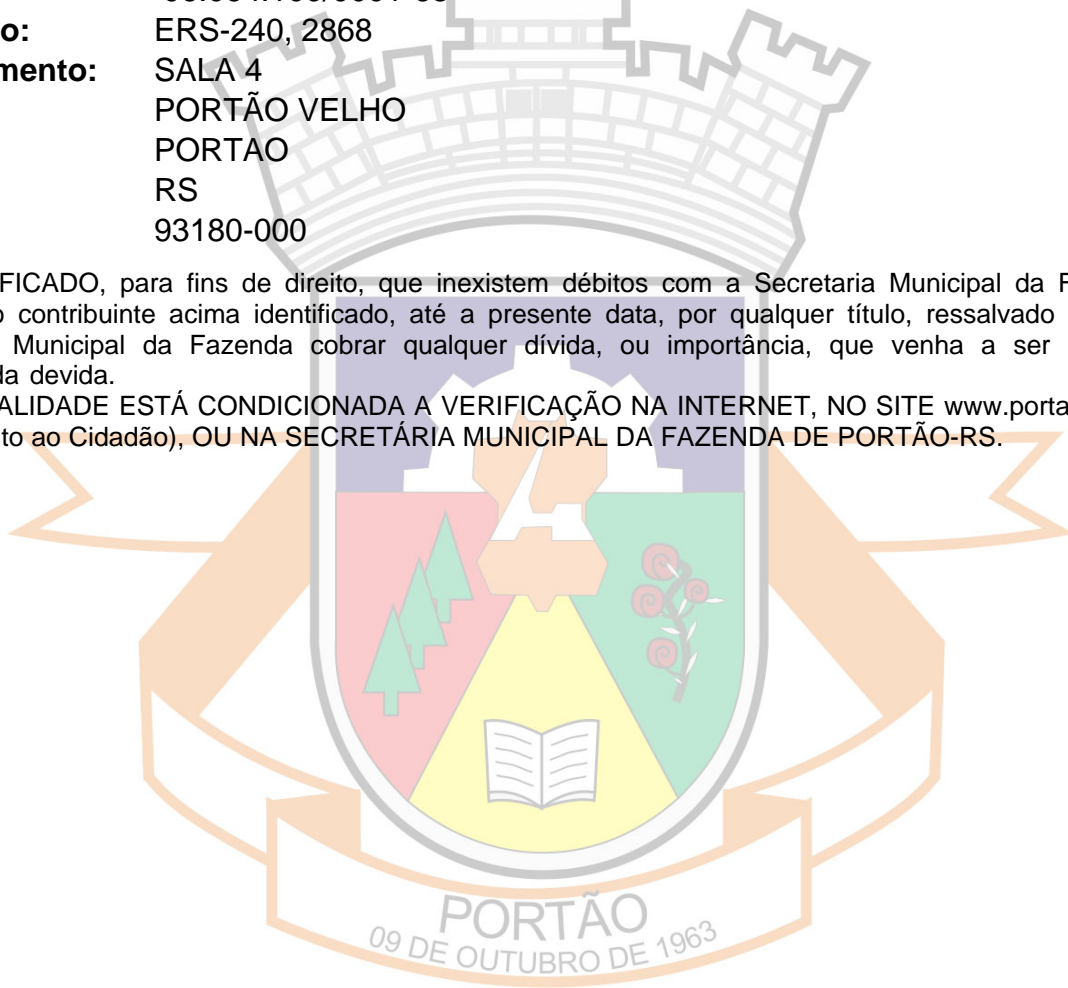 o: ERS-240, 2868
mento: SALA 4
PORTÃO VELHO
PORTAO
RS
93180-000
FICADO, para fins de direito, que inexistem débitos com a Secretaria Municipal da F
o contribuinte acima identificado, até a presente data, por qualquer título, ressalvado
Municipal da Fazenda cobrar qualquer dívida, ou importância, que venha a ser
da devida.
ALIDADE ESTÁ CONDICIONADA A VERIFICAÇÃO NA INTERNET, NO SITE www.porta
to ao Cidadão), OU NA SECRETÁRIA MUNICIPAL DA FAZENDA DE PORTÃO-RS.
PORTÃO
09 DE OUTUBRO DE 1963